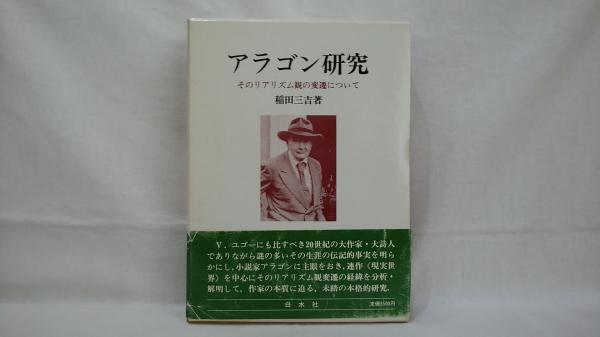 アラゴン研究
そのリアリズム観の変遷について
稲田三吉著
V．ユゴーにも比すべき20世紀の大作家・大詩人
でありながら謎の多いその生涯の伝記的事実を明ら
かにし，小説家アラゴンに主眼をおき，連作《現実世
界》を中心にそのリアリズム観変遷の経緯を分析・
解明して，作家の本質に迫る，未踏の本格的研究．
白水社